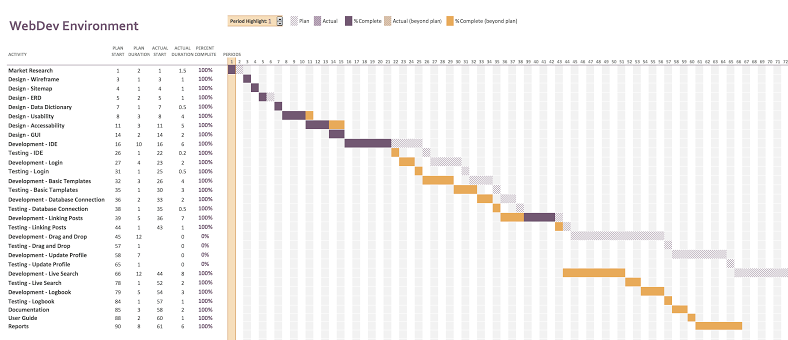 WebDev Environment
Period Highlight: 1 Plan Actual % Complete Actual (beyond plan) % Complete (beyond plan)
PLAN PLAN ACTUAL ACTUAL PERCENT
ACTIVITY START DURATION START DURATION COMPLETE PERIODS
1 2 3 4 5 6 7 8 9 10 11 12 13 14 15 16 17 18 19 20 21 22 23 24 25 26 27 28 29 30 31 32 33 34 35 36 37 38 39 40 41 42 43 44 45 46 47 48 49 50 51 52 53 54 55 56 57 58 59 60 61 62 63 64 65 66 67 68 69 70 71 72
Market Research 1 2 1 1.5 100%
Design - Wireframe 3 1 3 1 100%
Design - Sitemap 4 1 4 1 100%
Design - ERD 5 2 5 1 100%
Design - Data Dictionary 7 1 7 0.5 100%
Design - Usability 8 3 8 4 100%
Design - Accessability 11 3 11 5 100%
Design - GUI 14 2 14 2 100%
Development - IDE 16 10 16 6 100%
Testing - IDE 26 1 22 0.2 100%
Development - Login 27 4 23 2 100%
Testing - Login 31 1 25 0.5 100%
Development - Basic Templates 32 3 26 4 100%
Testing - Basic Templates 35 1 30 3 100%
Development - Database Connection 36 2 33 2 100%
Testing - Database Connection 38 1 35 0.5 100%
Development - Linking Posts 39 5 36 7 100%
Testing - Linking Posts 44 1 43 1 100%
Development - Drag and Drop 45 12 0 0%
Testing - Drag and Drop 57 1 0 0%
Development - Update Profile 58 7 0 0%
Testing - Update Profile 65 1 0 0%
Development - Live Search 66 12 44 8 100%
Testing - Live Search 78 1 52 2 100%
Development - Logbook 79 5 54 3 100%
Testing - Logbook 84 1 57 1 100%
Documentation 85 3 58 2 100%
User Guide 88 2 60 1 100%
Reports 90 8 61 6 100%